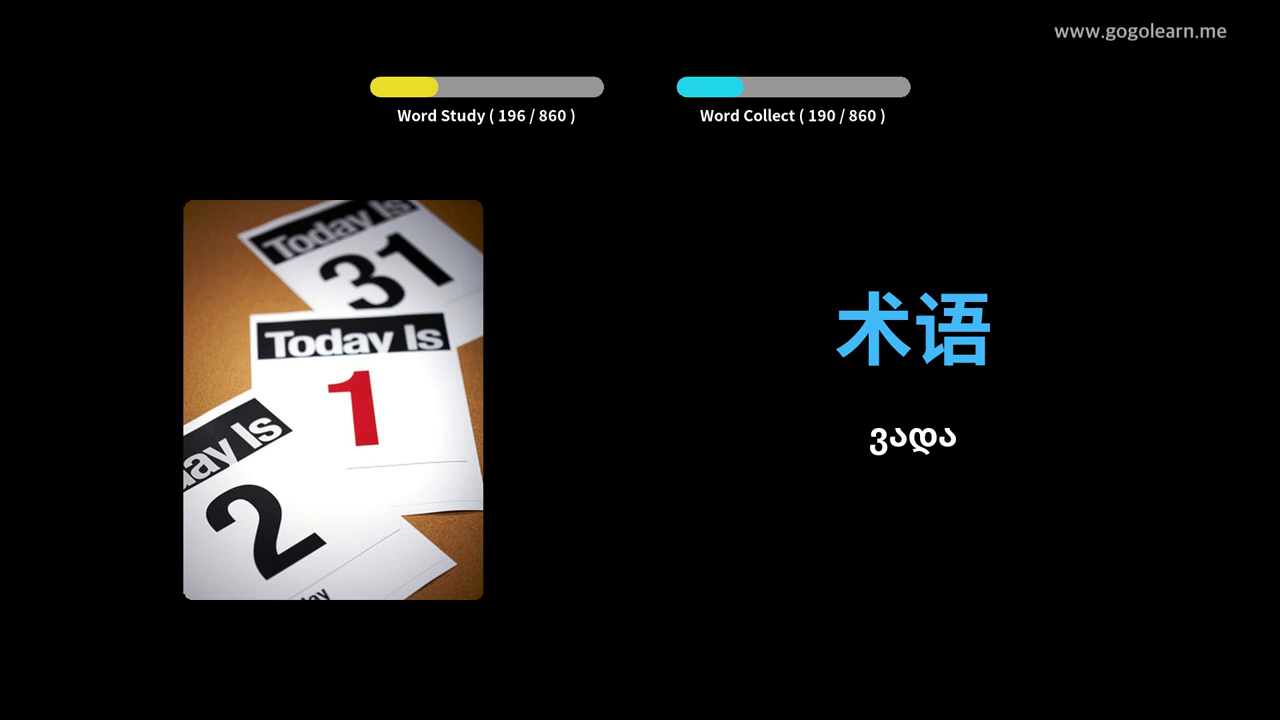 www.gogolearn.me
Word Study ( 196 / 860 )
Word Collect ( 190 / 860 )
Today Is
31
Today Is
1
ay Is
2
术语
ვადა